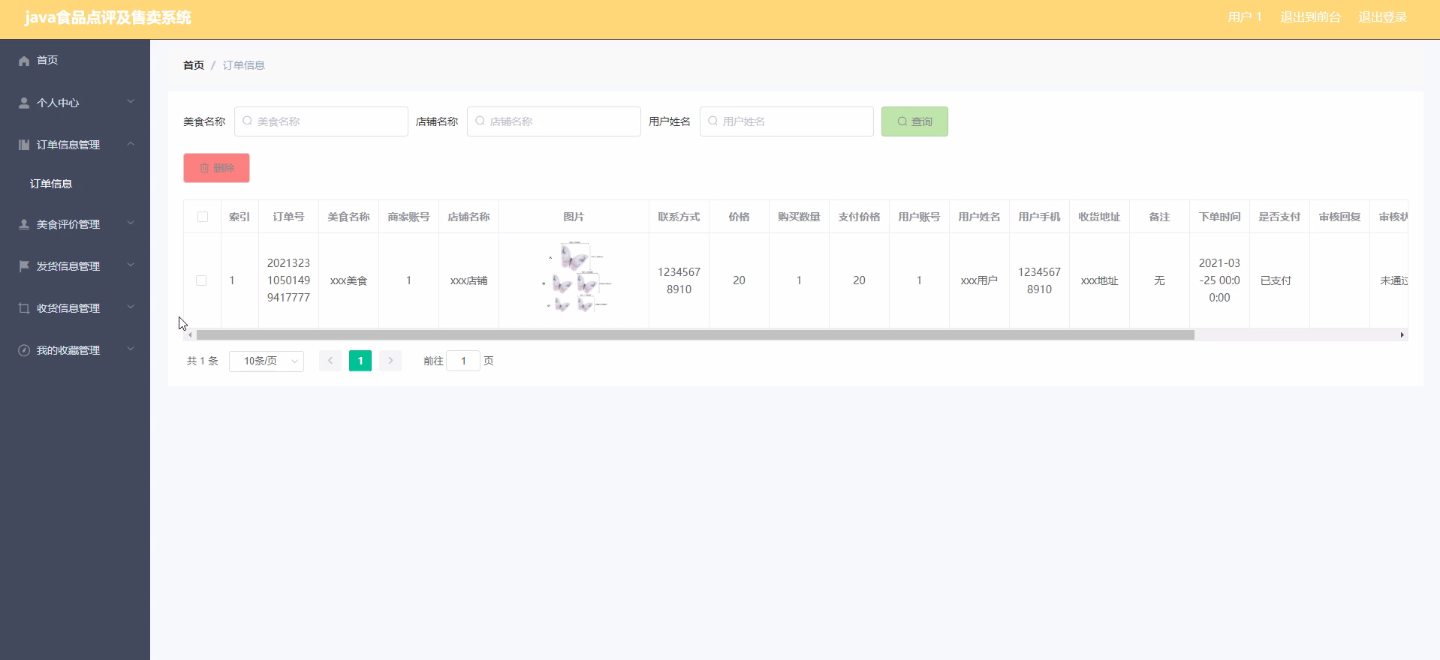 java食品点评及售卖系统
用户 1 退出到前台 退出登录
首页
个人中心
订单信息管理
订单信息
美食评价管理
发货信息管理
收货信息管理
我的收藏管理
首页 / 订单信息
美食名称 美食名称 店铺名称 店铺名称 用户姓名 用户姓名 查询
删除
索引 订单号 美食名称 商家账号 店铺名称 图片 联系方式 价格 购买数量 支付价格 用户账号 用户姓名 用户手机 收货地址 备注 下单时间 是否支付 审核回复 审核状
1 2021323 1050149 9417777 xxx美食 1 xxx店铺 1234567 8910 20 1 20 1 xxx用户 1234567 8910 xxx地址 无 2021-03 -25 00:0 0:00 已支付 未通过
共 1 条 10条/页 1 前往 1 页